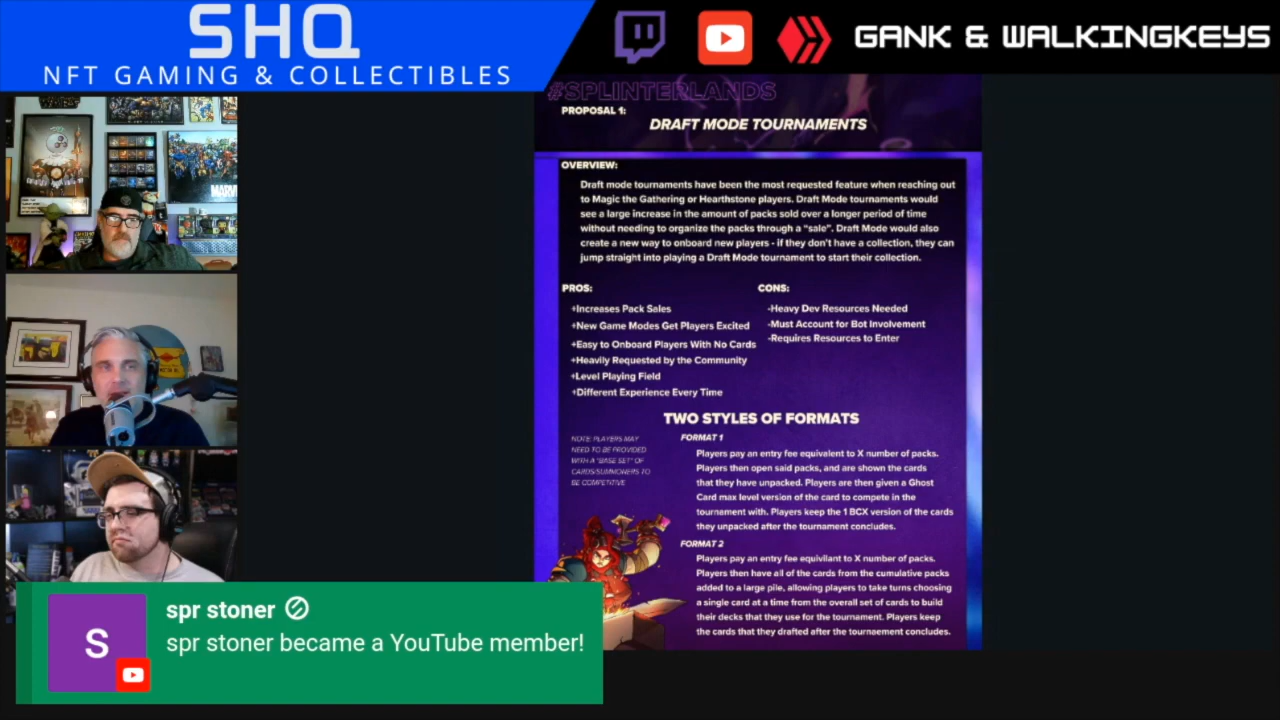 SHQ
NFT GAMING & COLLECTIBLES
GANK & WALKINGKEYS
#SPLINTERLANDS
PROPOSAL 1:
DRAFT MODE TOURNAMENTS
OVERVIEW:
Draft mode tournaments have been the most requested feature when reaching out
to Magic the Gathering or Hearthstone players. Draft Mode tournaments would
see a large increase in the amount of packs sold over a longer period of time
without needing to organize the packs through a "sale". Draft Mode would also
create a new way to onboard new players - if they don't have a collection, they can
jump straight into playing a Draft Mode tournament to start their collection.
PROS:
+Increases Pack Sales
+New Game Modes Get Players Excited
+Easy to Onboard Players With No Cards
+Heavily Requested by the Community
+Level Playing Field
+Different Experience Every Time
CONS:
-Heavy Dev Resources Needed
-Must Account for Bot Involvement
-Requires Resources to Enter
TWO STYLES OF FORMATS
NOTE: PLAYERS MAY
NEED TO BE PROVIDED
WITH A "BASE SET" OF
CARDS/SUMMONERS TO
BE COMPETITIVE
FORMAT 1
Players pay an entry fee equivalent to X number of packs.
Players then open said packs, and are shown the cards
that they have unpacked. Players are then given a Ghost
Card max level version of the card to compete in the
tournament with. Players keep the 1 BCX version of the cards
they unpacked after the tournament concludes.
FORMAT 2
Players pay an entry fee equivilant to X number of packs.
Players then have all of the cards from the cumulative packs
added to a large pile, allowing players to take turns choosing
a single card at a time from the overall set of cards to build
their decks that they use for the tournament. Players keep
the cards that they drafted after the tournaement concludes.
MARVEL
S
spr stoner
spr stoner became a YouTube member!